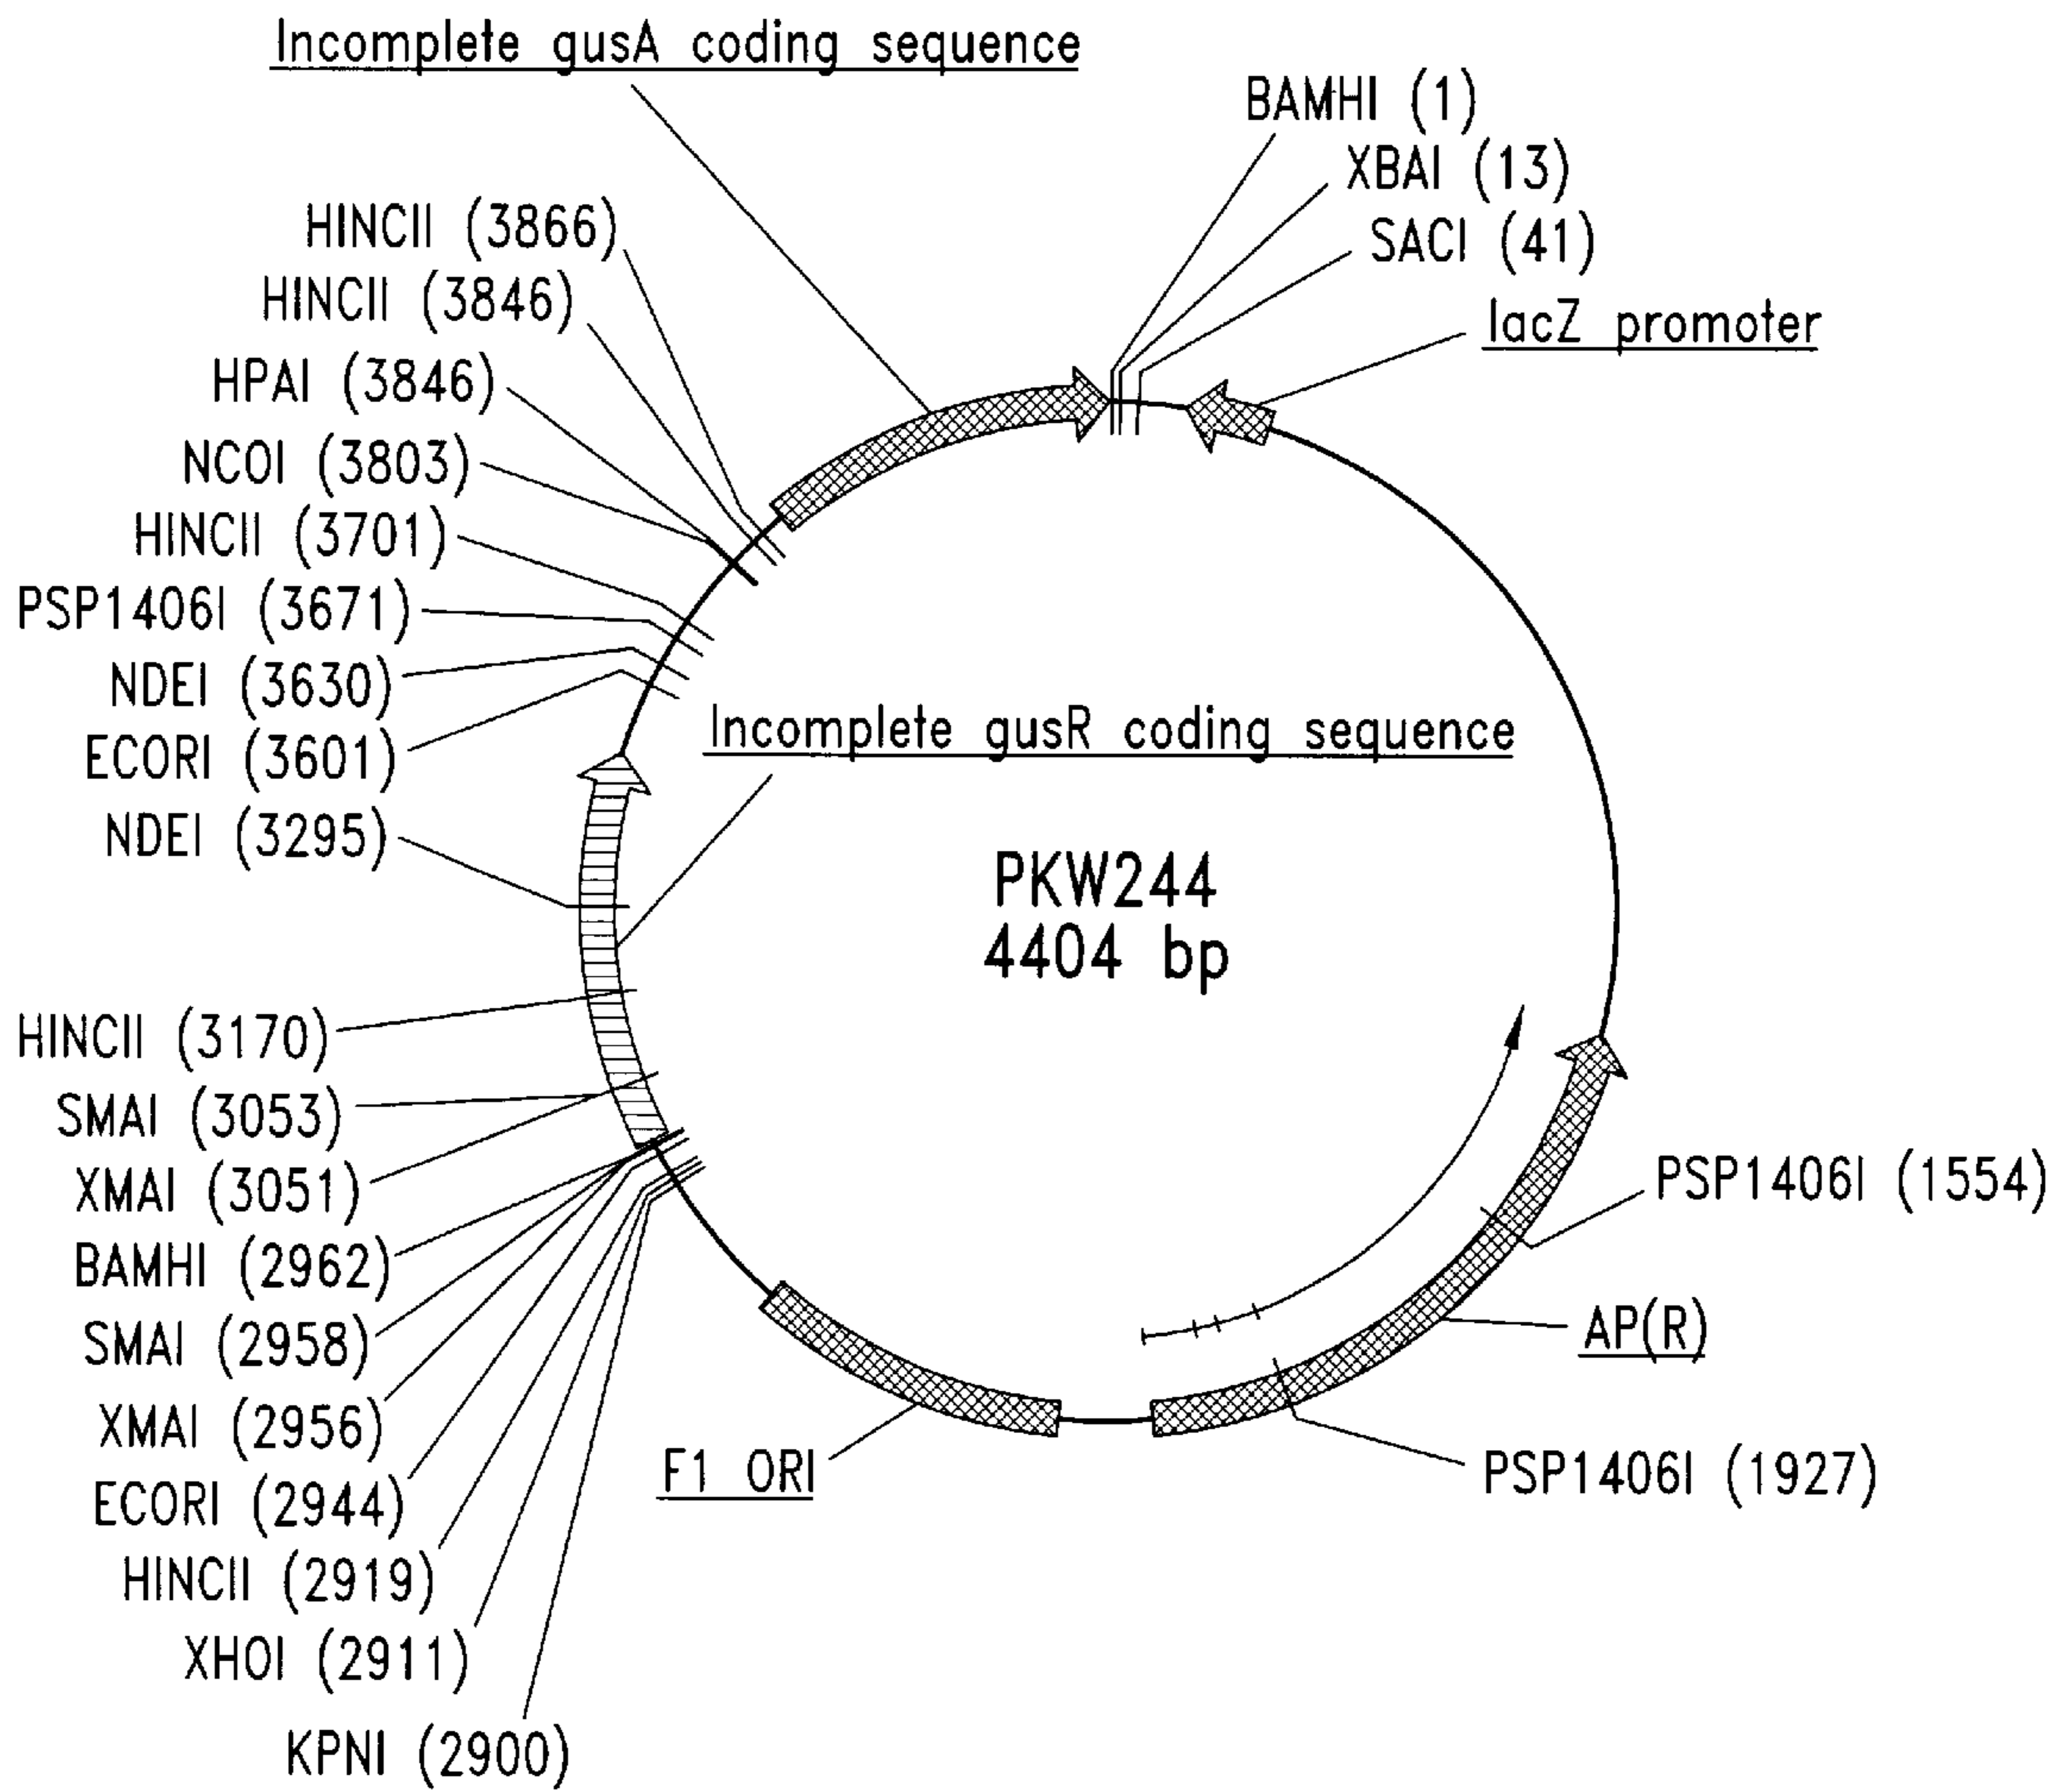 Incomplete gusA coding sequence
BAMHI (1)
XBAI (13)
SACI (41)
lacZ promoter
HINCII (3866)
HINCII (3846)
HPAI (3846)
NCOI (3803)
HINCII (3701)
PSP1406I (3671)
NDEI (3630)
ECORI (3601)
NDEI (3295)
Incomplete gusR coding sequence
PKW244
4404 bp
HINCII (3170)
SMAI (3053)
XMAI (3051)
BAMHI (2962)
SMAI (2958)
XMAI (2956)
ECORI (2944)
HINCII (2919)
XHOI (2911)
KPNI (2900)
F1 ORI
PSP1406I (1554)
AP(R)
PSP1406I (1927)